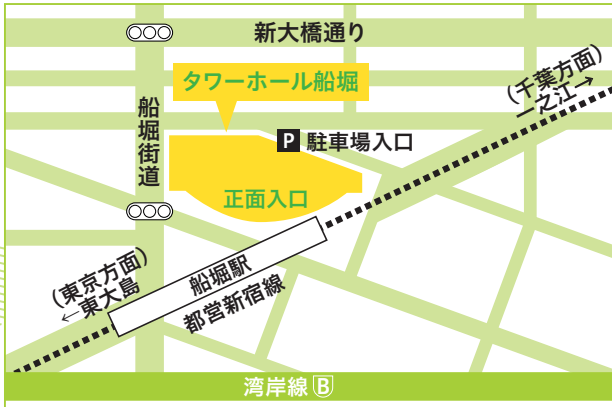 新大橋通り
タワーホール船堀
(千葉方面)
一之江→
船堀街道
P 駐車場入口
正面入口
(東京方面)
←東大島
船堀駅
都営新宿線
湾岸線 B